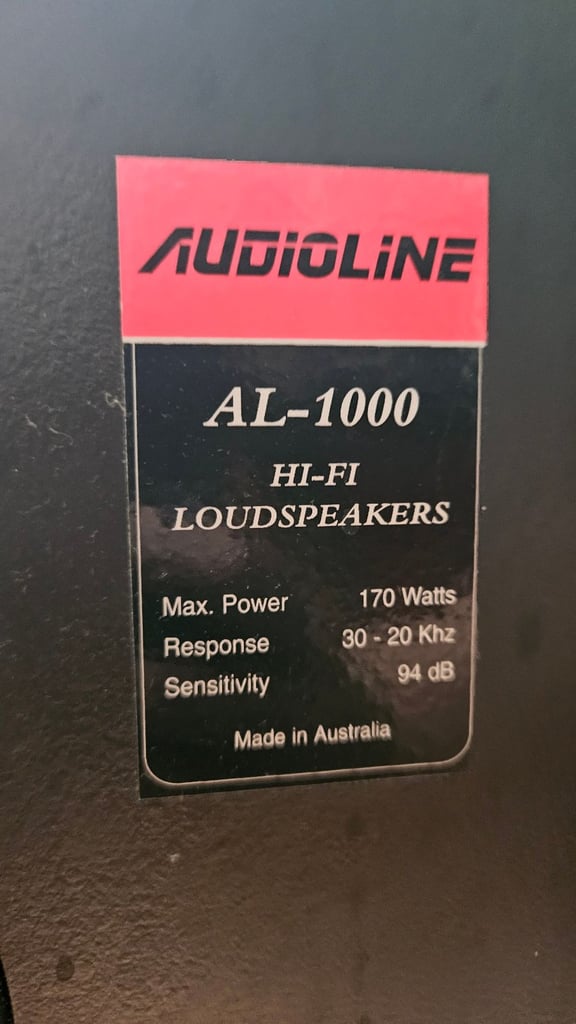 AUDiOLiNE
AL-1000
HI-FI
LOUDSPEAKERS
Max. Power 170 Watts
Response 30 - 20 Khz
Sensitivity 94 dB
Made in Australia